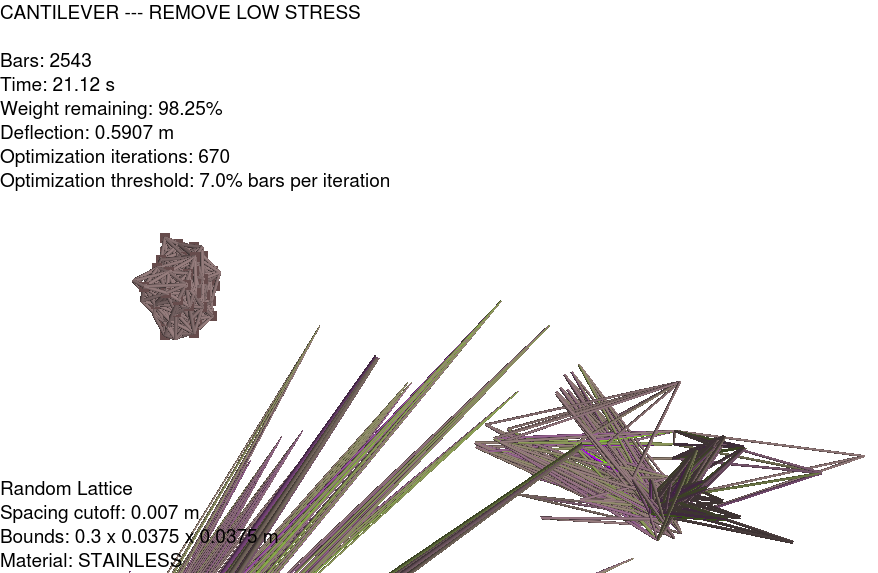 CANTILEVER --- REMOVE LOW STRESS
Bars: 2543
Time: 21.12 s
Weight remaining: 98.25%
Deflection: 0.5907 m
Optimization iterations: 670
Optimization threshold: 7.0% bars per iteration
Random Lattice
Spacing cutoff: 0.007 m
Bounds: 0.3 x 0.0375 x 0.0375 m
Material: STAINLESS